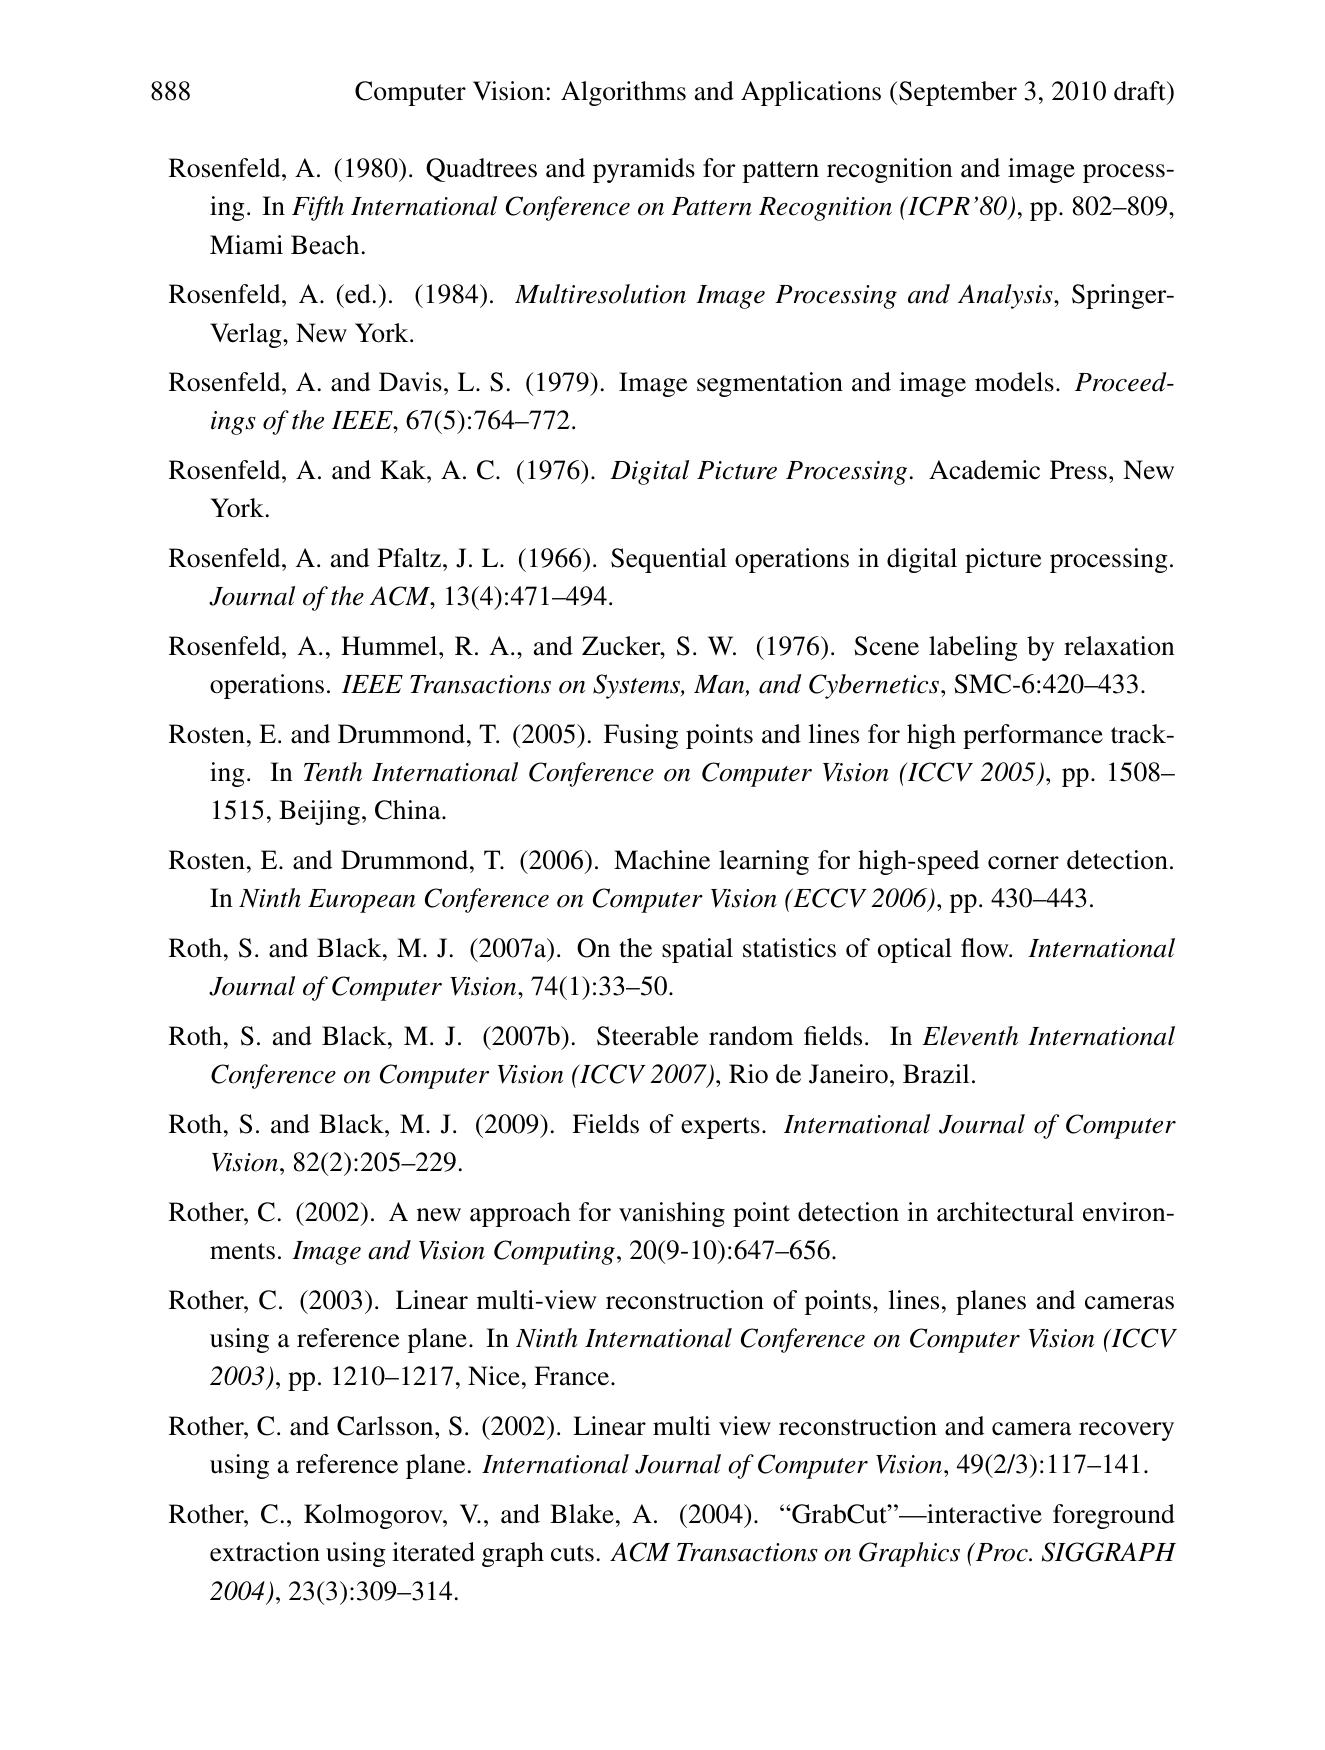 888 Computer Vision: Algorithms and Applications (September 3, 2010 draft)
Rosenfeld, A. (1980). Quadtrees and pyramids for pattern recognition and image process-
ing. In Fifth International Conference on Pattern Recognition (ICPR’80), pp. 802–809,
Miami Beach.
Rosenfeld, A. (ed.). (1984). Multiresolution Image Processing and Analysis, Springer-
Verlag, New York.
Rosenfeld, A. and Davis, L. S. (1979). Image segmentation and image models. Proceed-
ings of the IEEE, 67(5):764–772.
Rosenfeld, A. and Kak, A. C. (1976). Digital Picture Processing. Academic Press, New
York.
Rosenfeld, A. and Pfaltz, J. L. (1966). Sequential operations in digital picture processing.
Journal of the ACM, 13(4):471–494.
Rosenfeld, A., Hummel, R. A., and Zucker, S. W. (1976). Scene labeling by relaxation
operations. IEEE Transactions on Systems, Man, and Cybernetics, SMC-6:420–433.
Rosten, E. and Drummond, T. (2005). Fusing points and lines for high performance track-
ing. In Tenth International Conference on Computer Vision (ICCV 2005), pp. 1508–
1515, Beijing, China.
Rosten, E. and Drummond, T. (2006). Machine learning for high-speed corner detection.
In Ninth European Conference on Computer Vision (ECCV 2006), pp. 430–443.
Roth, S. and Black, M. J. (2007a). On the spatial statistics of optical flow. International
Journal of Computer Vision, 74(1):33–50.
Roth, S. and Black, M. J. (2007b). Steerable random fields. In Eleventh International
Conference on Computer Vision (ICCV 2007), Rio de Janeiro, Brazil.
Roth, S. and Black, M. J. (2009). Fields of experts. International Journal of Computer
Vision, 82(2):205–229.
Rother, C. (2002). A new approach for vanishing point detection in architectural environ-
ments. Image and Vision Computing, 20(9-10):647–656.
Rother, C. (2003). Linear multi-view reconstruction of points, lines, planes and cameras
using a reference plane. In Ninth International Conference on Computer Vision (ICCV
2003), pp. 1210–1217, Nice, France.
Rother, C. and Carlsson, S. (2002). Linear multi view reconstruction and camera recovery
using a reference plane. International Journal of Computer Vision, 49(2/3):117–141.
Rother, C., Kolmogorov, V., and Blake, A. (2004). “GrabCut”—interactive foreground
extraction using iterated graph cuts. ACM Transactions on Graphics (Proc. SIGGRAPH
2004), 23(3):309–314.